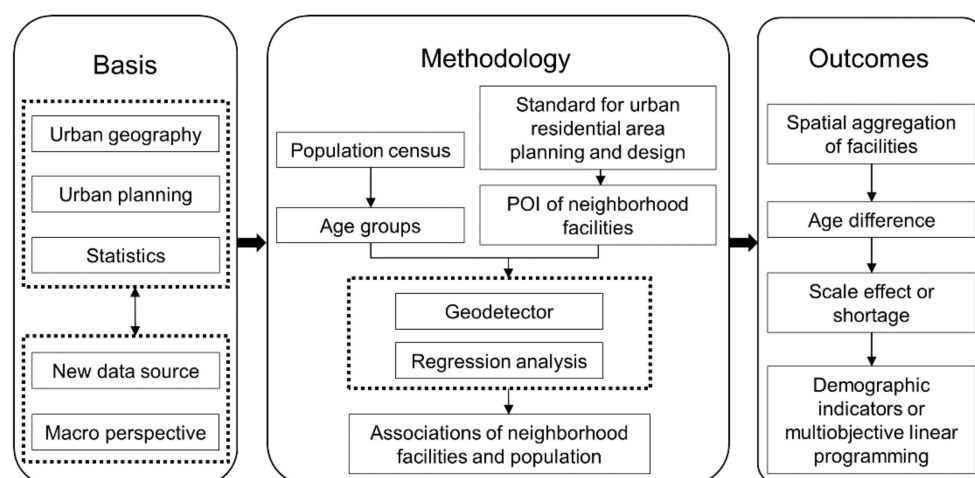 Basis
Urban geography
Urban planning
Statistics
New data source
Macro perspective
Methodology
Population census
Age groups
Standard for urban
residential area
planning and design
POI of neighborhood
facilities
Geodetector
Regression analysis
Associations of neighborhood
facilities and population
Outcomes
Spatial aggregation
of facilities
Age difference
Scale effect or
shortage
Demographic
indicators or
multiobjective linear
programming